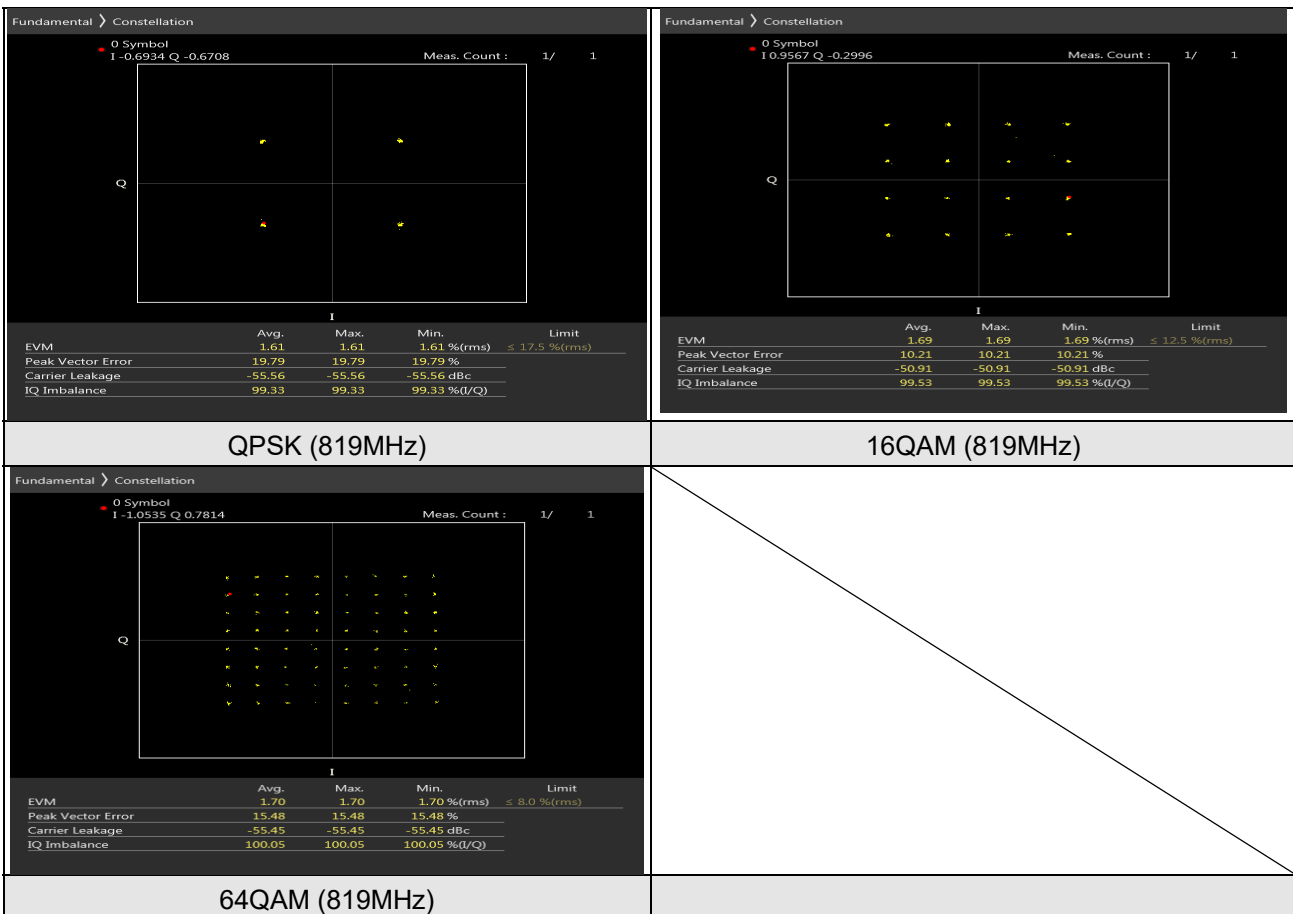 Fundamental ❯ Constellation
0 Symbol
I -0.6934 Q -0.6708 Meas. Count : 1/ 1
Q
I
Avg. Max. Min. Limit
EVM 1.61 1.61 1.61 %(rms) ≤ 17.5 %(rms)
Peak Vector Error 19.79 19.79 19.79 %
Carrier Leakage -55.56 -55.56 -55.56 dBc
IQ Imbalance 99.33 99.33 99.33 %(I/Q)
QPSK (819MHz)
Fundamental ❯ Constellation
0 Symbol
I 0.9567 Q -0.2996 Meas. Count : 1/ 1
Q
I
Avg. Max. Min. Limit
EVM 1.69 1.69 1.69 %(rms) ≤ 12.5 %(rms)
Peak Vector Error 10.21 10.21 10.21 %
Carrier Leakage -50.91 -50.91 -50.91 dBc
IQ Imbalance 99.53 99.53 99.53 %(I/Q)
16QAM (819MHz)
Fundamental ❯ Constellation
0 Symbol
I -1.0535 Q 0.7814 Meas. Count : 1/ 1
Q
I
Avg. Max. Min. Limit
EVM 1.70 1.70 1.70 %(rms) ≤ 8.0 %(rms)
Peak Vector Error 15.48 15.48 15.48 %
Carrier Leakage -55.45 -55.45 -55.45 dBc
IQ Imbalance 100.05 100.05 100.05 %(I/Q)
64QAM (819MHz)